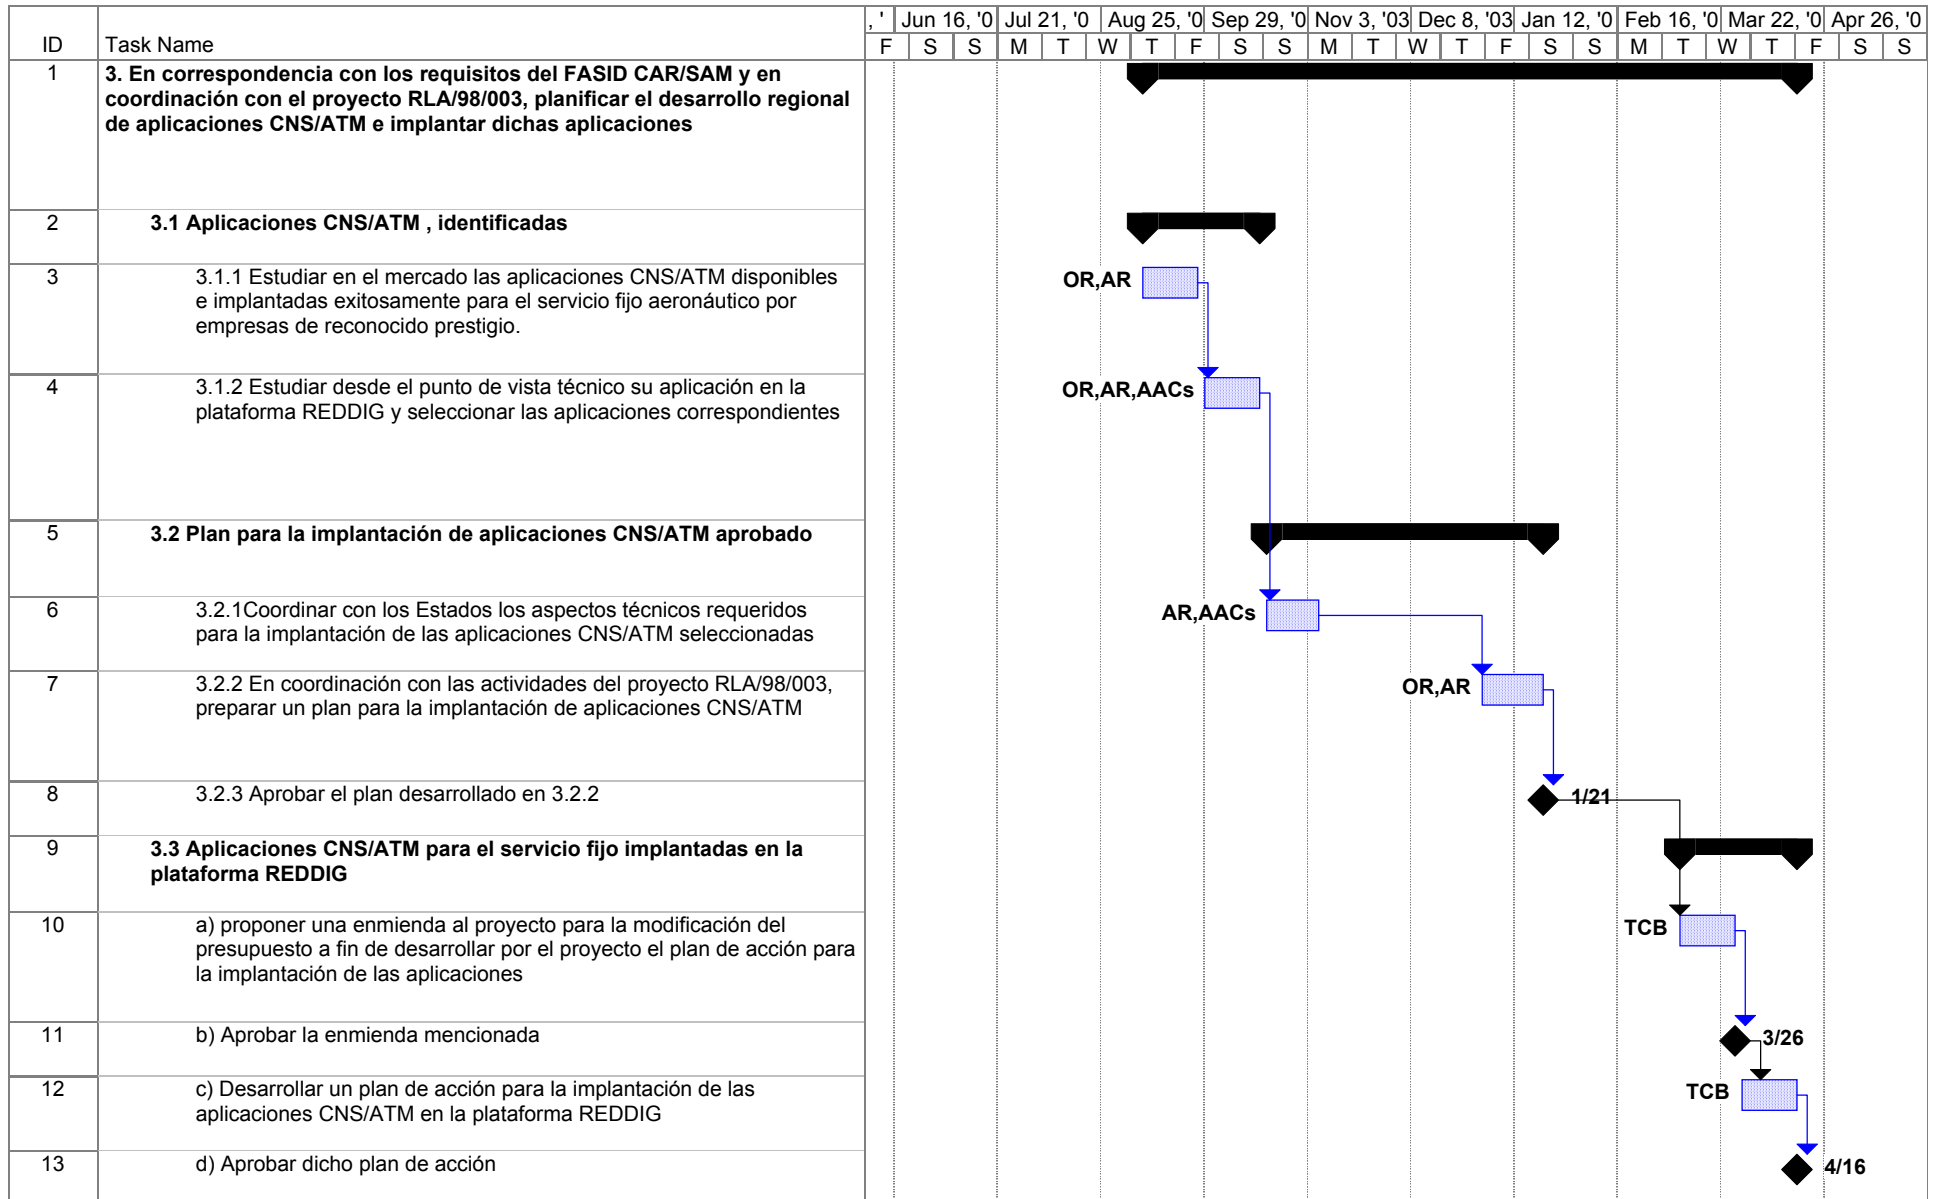 , ' Jun 16, '0 Jul 21, '0 Aug 25, '0 Sep 29, '0 Nov 3, '03 Dec 8, '03 Jan 12, '0 Feb 16, '0 Mar 22, '0 Apr 26, '0
ID Task Name F S S M T W T F S S M T W T F S S M T W T F S S
1 3. En correspondencia con los requisitos del FASID CAR/SAM y en
coordinación con el proyecto RLA/98/003, planificar el desarrollo regional
de aplicaciones CNS/ATM e implantar dichas aplicaciones
2 3.1 Aplicaciones CNS/ATM , identificadas
3 3.1.1 Estudiar en el mercado las aplicaciones CNS/ATM disponibles
e implantadas exitosamente para el servicio fijo aeronáutico por
empresas de reconocido prestigio.
OR,AR
4 3.1.2 Estudiar desde el punto de vista técnico su aplicación en la
plataforma REDDIG y seleccionar las aplicaciones correspondientes
OR,AR,AACs
5 3.2 Plan para la implantación de aplicaciones CNS/ATM aprobado
6 3.2.1Coordinar con los Estados los aspectos técnicos requeridos
para la implantación de las aplicaciones CNS/ATM seleccionadas
AR,AACs
7 3.2.2 En coordinación con las actividades del proyecto RLA/98/003,
preparar un plan para la implantación de aplicaciones CNS/ATM
OR,AR
8 3.2.3 Aprobar el plan desarrollado en 3.2.2
1/21
9 3.3 Aplicaciones CNS/ATM para el servicio fijo implantadas en la
plataforma REDDIG
10 a) proponer una enmienda al proyecto para la modificación del
presupuesto a fin de desarrollar por el proyecto el plan de acción para
la implantación de las aplicaciones
TCB
11 b) Aprobar la enmienda mencionada
3/26
12 c) Desarrollar un plan de acción para la implantación de las
aplicaciones CNS/ATM en la plataforma REDDIG
TCB
13 d) Aprobar dicho plan de acción
4/16